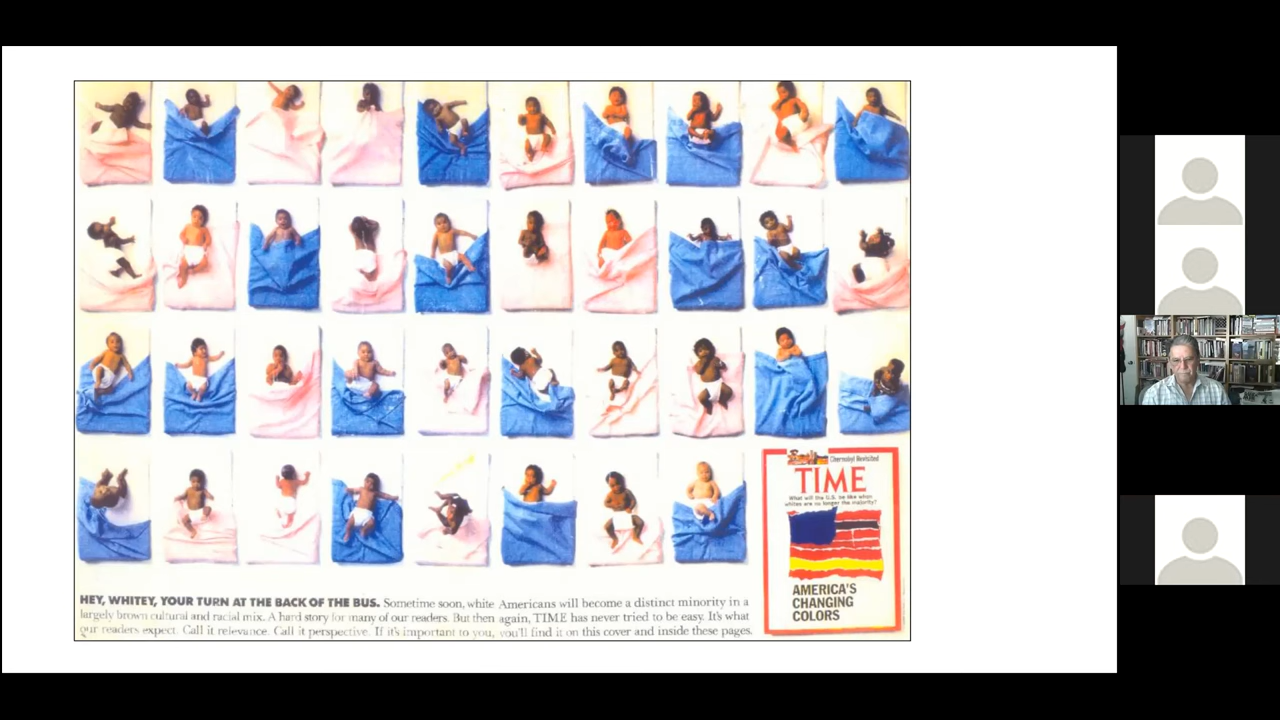 Chernobyl Revisited
TIME
What will the U.S. be like when
whites are no longer the majority?
AMERICA'S
CHANGING
COLORS
HEY, WHITEY, YOUR TURN AT THE BACK OF THE BUS. Sometime soon, white Americans will become a distinct minority in a
largely brown cultural and racial mix. A hard story for many of our readers. But then again, TIME has never tried to be easy. It's what
our readers expect. Call it relevance. Call it perspective. If it's important to you, you'll find it on this cover and inside these pages.